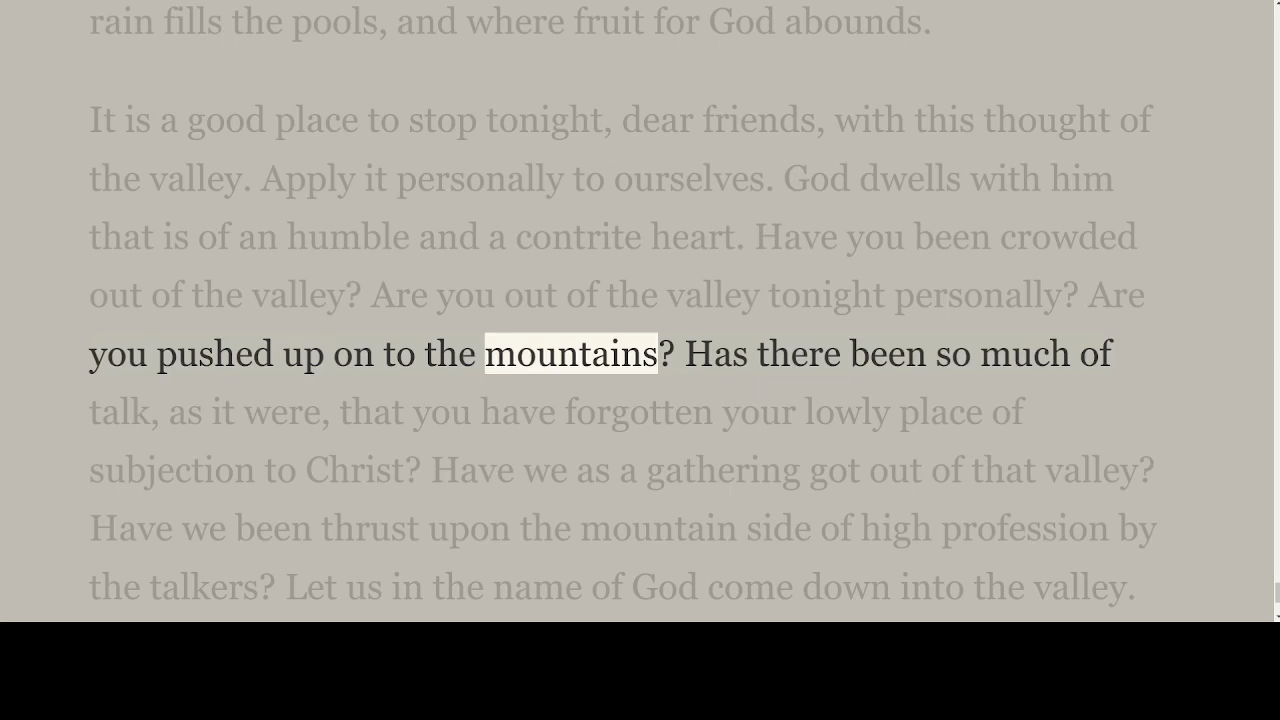 rain fills the pools, and where fruit for God abounds.
It is a good place to stop tonight, dear friends, with this thought of
the valley. Apply it personally to ourselves. God dwells with him
that is of an humble and a contrite heart. Have you been crowded
out of the valley? Are you out of the valley tonight personally? Are
you pushed up on to the mountains? Has there been so much of
talk, as it were, that you have forgotten your lowly place of
subjection to Christ? Have we as a gathering got out of that valley?
Have we been thrust upon the mountain side of high profession by
the talkers? Let us in the name of God come down into the valley.